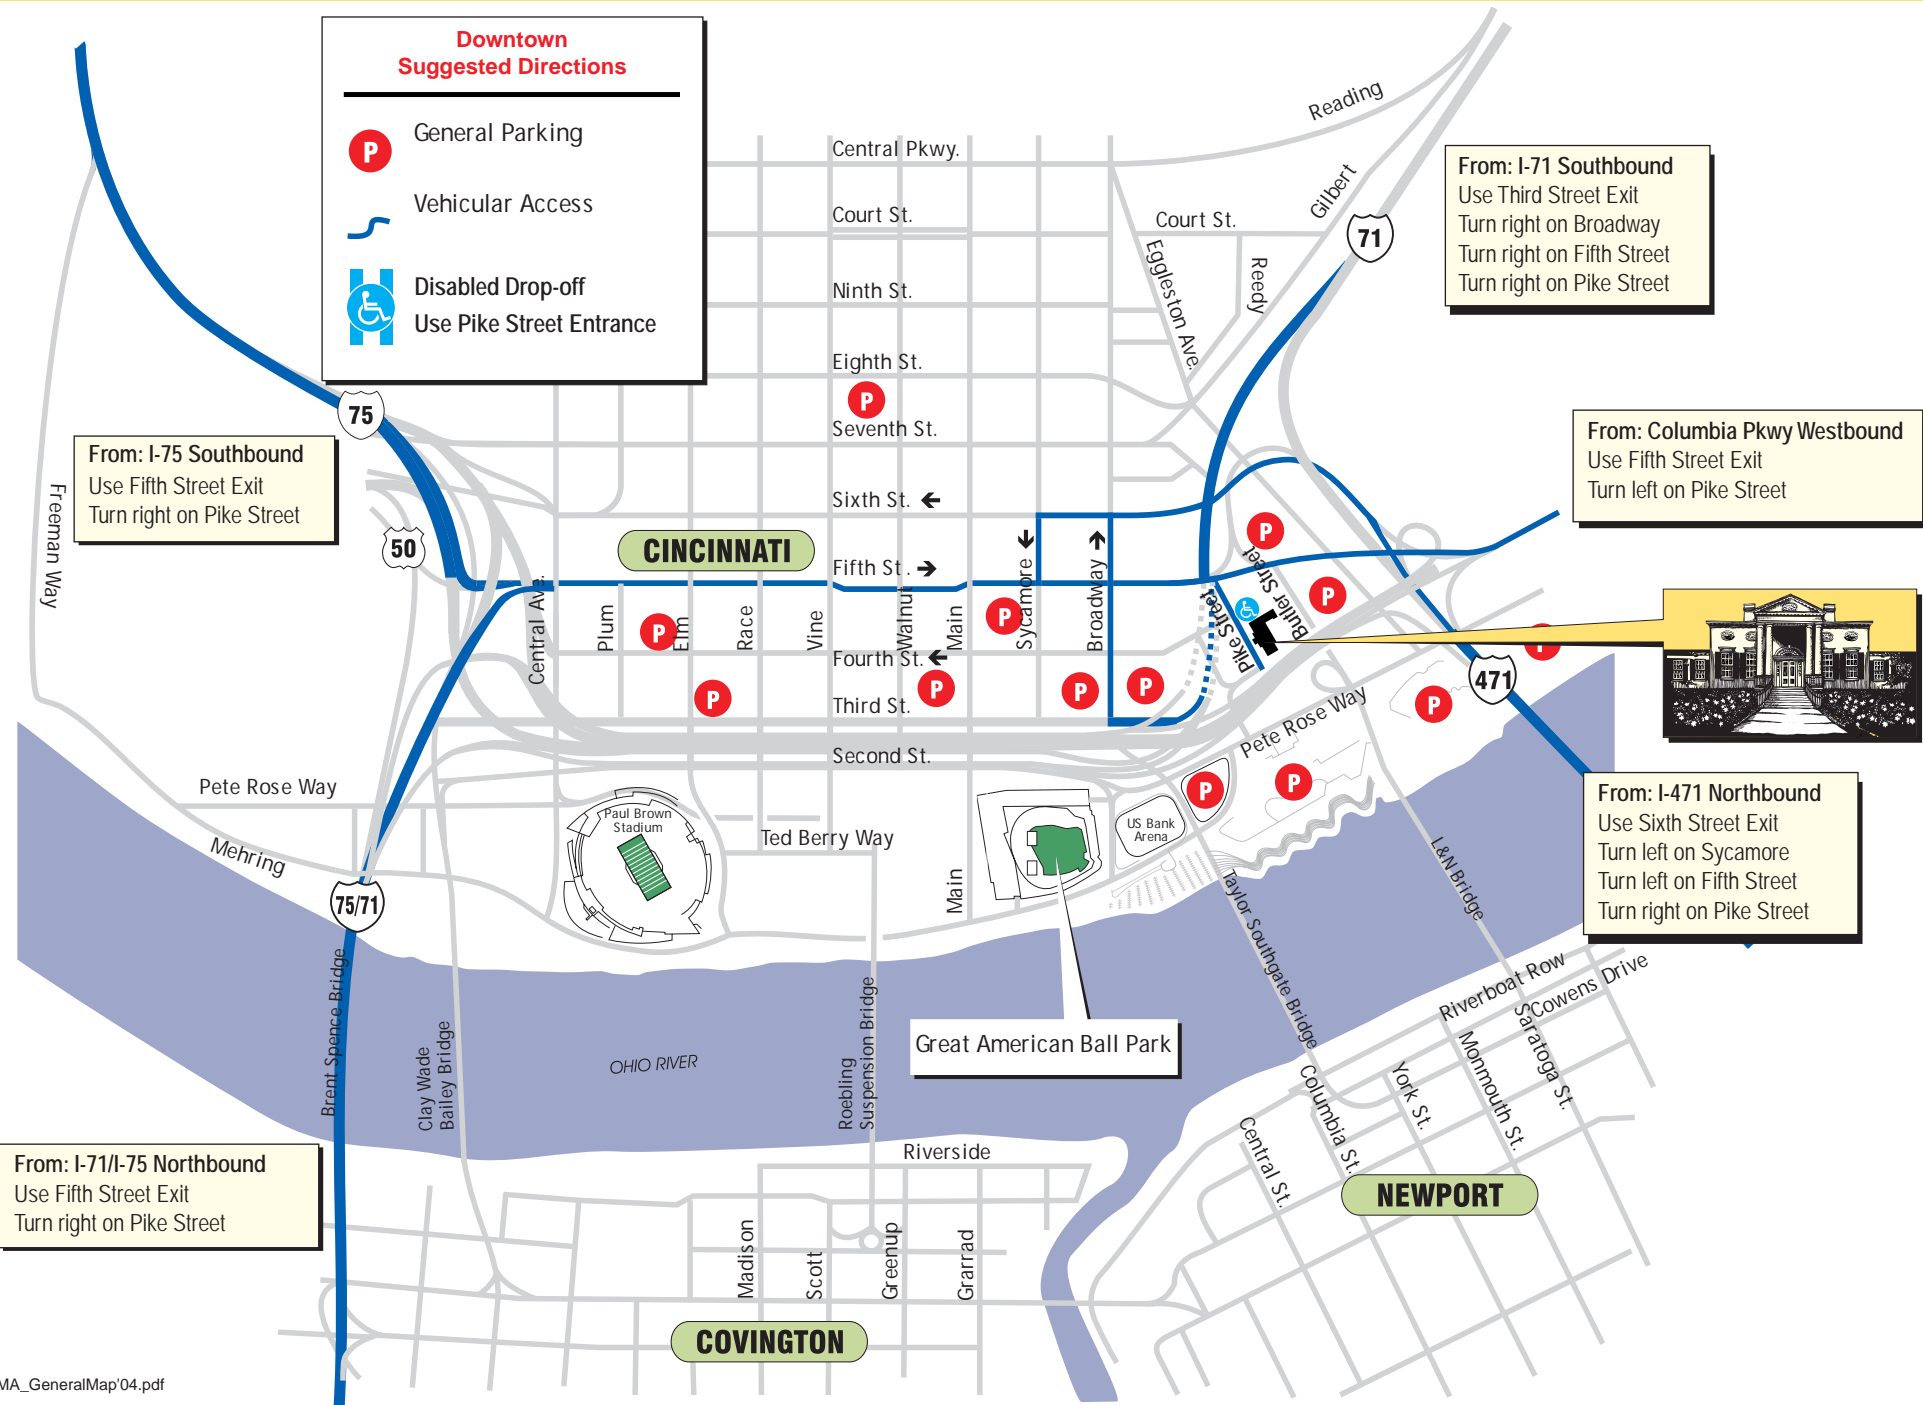 Downtown
Suggested Directions
P
General Parking
Vehicular Access
Disabled Drop-off
Use Pike Street Entrance
From: I-71 Southbound
Use Third Street Exit
Turn right on Broadway
Turn right on Fifth Street
Turn right on Pike Street
From: Columbia Pkwy Westbound
Use Fifth Street Exit
Turn left on Pike Street
From: I-75 Southbound
Use Fifth Street Exit
Turn right on Pike Street
From: I-471 Northbound
Use Sixth Street Exit
Turn left on Sycamore
Turn left on Fifth Street
Turn right on Pike Street
From: I-71/I-75 Northbound
Use Fifth Street Exit
Turn right on Pike Street
Reading
Gilbert
71
Central Pkwy.
Court St.
Court St.
Eggleston Ave.
Reedy
Ninth St.
Eighth St.
P
Seventh St.
75
Freeman Way
50
Sixth St.
CINCINNATI
Fifth St.
Central Ave.
Plum
Elm
Race
Vine
Walnut
Main
Sycamore
Broadway
Pike Street
Butler Street
P
P
P
P
P
P
P
P
P
P
P
P
P
Fourth St.
Third St.
Second St.
471
Pete Rose Way
Pete Rose Way
Mehring
75/71
Paul Brown
Stadium
Ted Berry Way
Main
US Bank
Arena
Great American Ball Park
L&N Bridge
Taylor Southgate Bridge
Brent Spence Bridge
Clay Wade
Bailey Bridge
OHIO RIVER
Roebling
Suspension Bridge
Riverboat Row
Cowens Drive
Saratoga St.
Monmouth St.
York St.
Columbia St.
Central St.
NEWPORT
Riverside
Madison
Scott
Greenup
Grarrad
COVINGTON
MA_GeneralMap'04.pdf